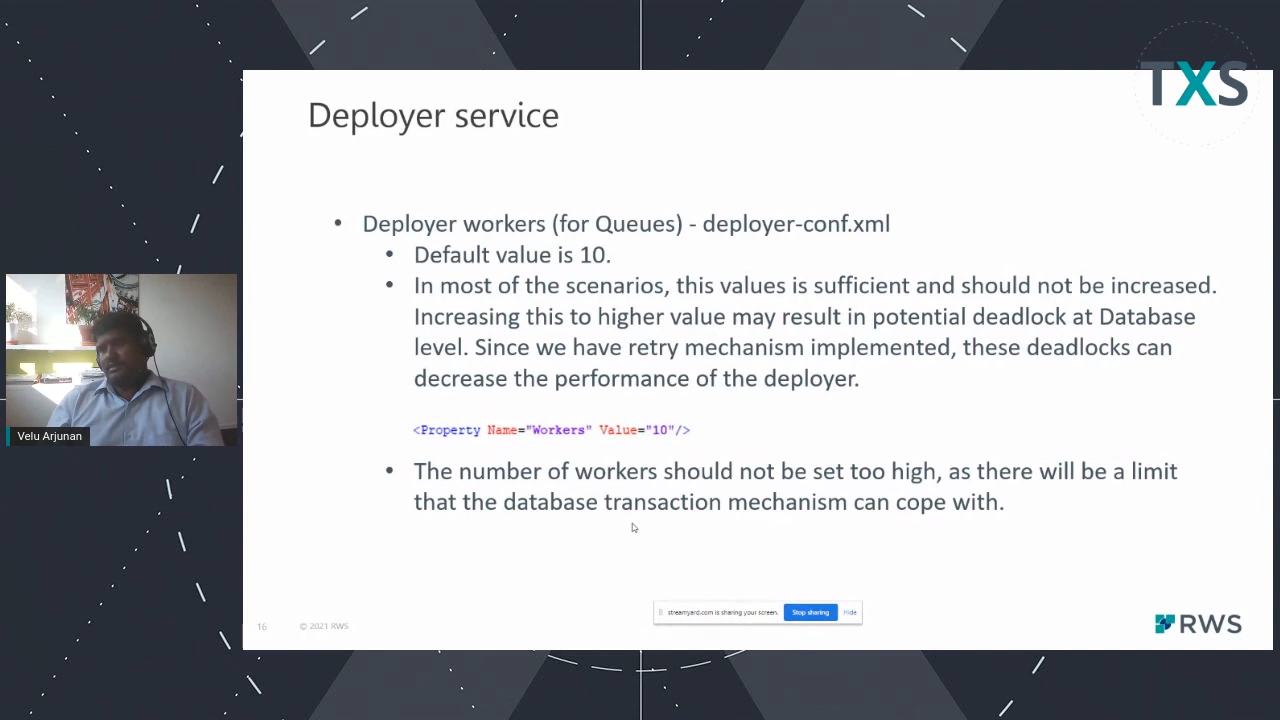 TXS
Deployer service
• Deployer workers (for Queues) - deployer-conf.xml
• Default value is 10.
• In most of the scenarios, this values is sufficient and should not be increased.
Increasing this to higher value may result in potential deadlock at Database
level. Since we have retry mechanism implemented, these deadlocks can
decrease the performance of the deployer.
<Property Name="Workers" Value="10"/>
• The number of workers should not be set too high, as there will be a limit
that the database transaction mechanism can cope with.
Velu Arjunan
streamyard.com is sharing your screen. Stop sharing Hide
16 © 2021 RWS
RWS